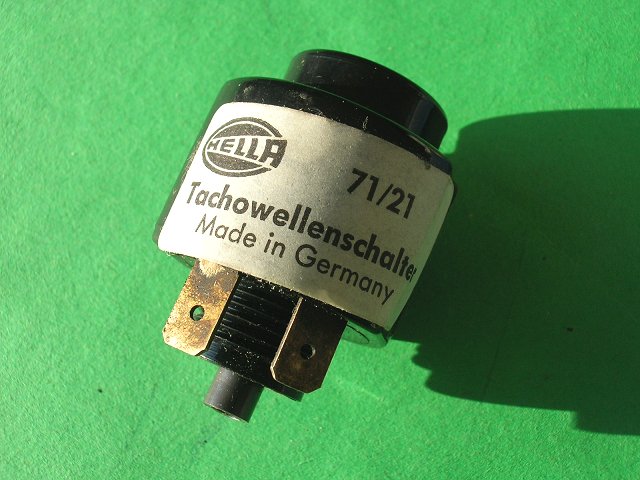 HELLA
71/21
Tachowellenschalter
Made in Germany